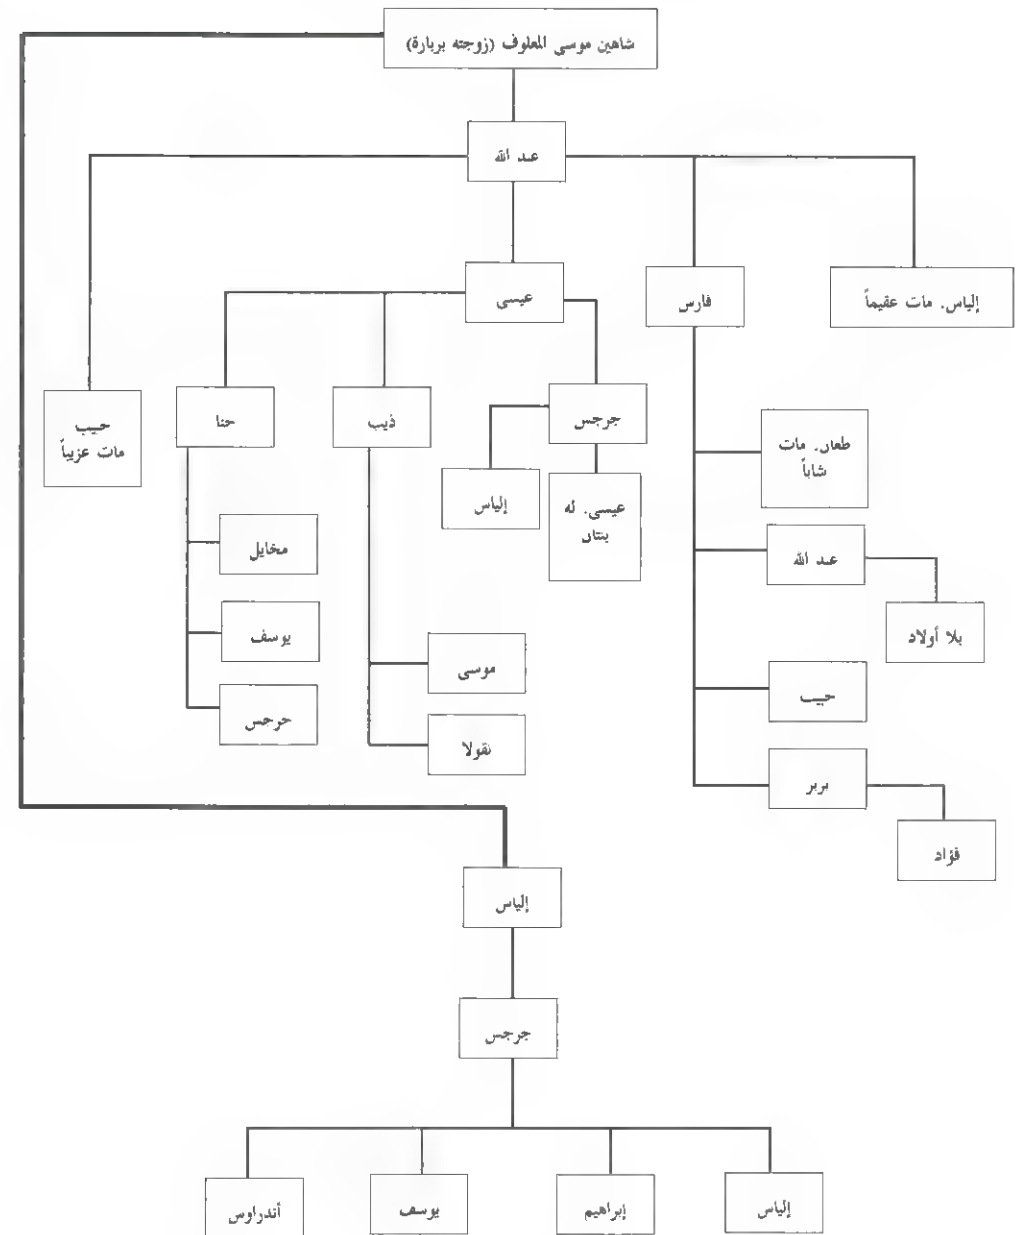 شاهين موسى المعلوف (زوجته بربارة)
عبد الله
إلياس. مات عقيماً
فارس
عيسى
حبيب
مات عزيباً
حنا
ذيب
جرجس
إلياس
عيسى. له
بنتان
طعان. مات
شاباً
عبد الله
بلا أولاد
حبيب
بربر
فؤاد
مخايل
يوسف
جرجس
موسى
نقولا
إلياس
جرجس
إلياس
إبراهيم
يوسف
أندراوس